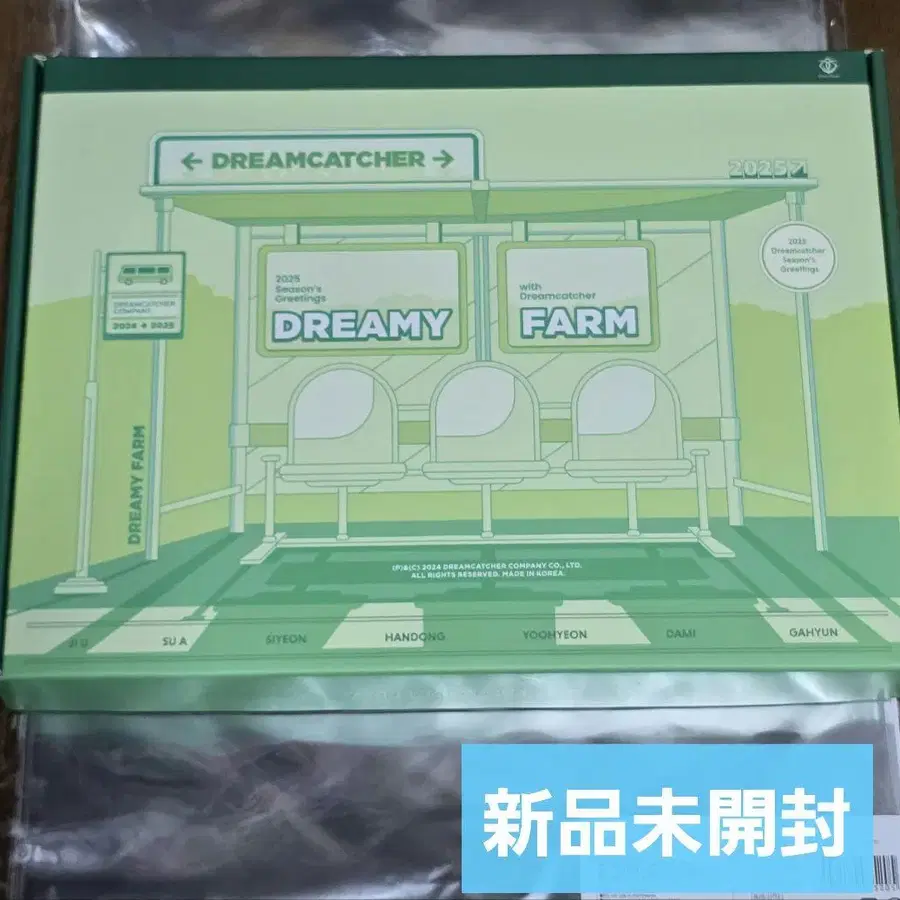 ← DREAMCATCHER →
2025
2025
Dreamcatcher
Season's
Greetings
DREAMCATCHER
COMPANY
2024 → 2025
2025
Season's
Greetings
DREAMY
with
Dreamcatcher
FARM
DREAMY FARM
(P)&(C) 2024 DREAMCATCHER COMPANY CO., LTD.
ALL RIGHTS RESERVED. MADE IN KOREA.
JI U SU A SIYEON HANDONG YOOHYEON DAMI GAHYUN
新品未開封